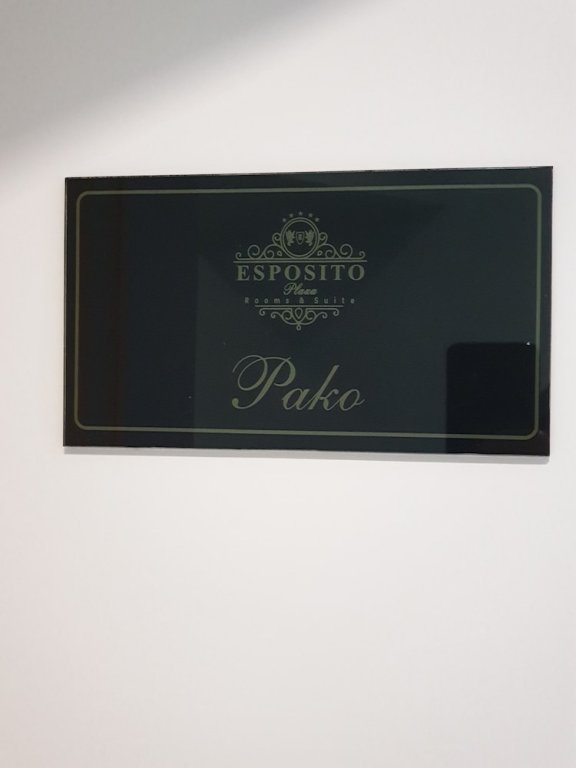 ESPOSITO
Plaza
Rooms & Suite
Pako